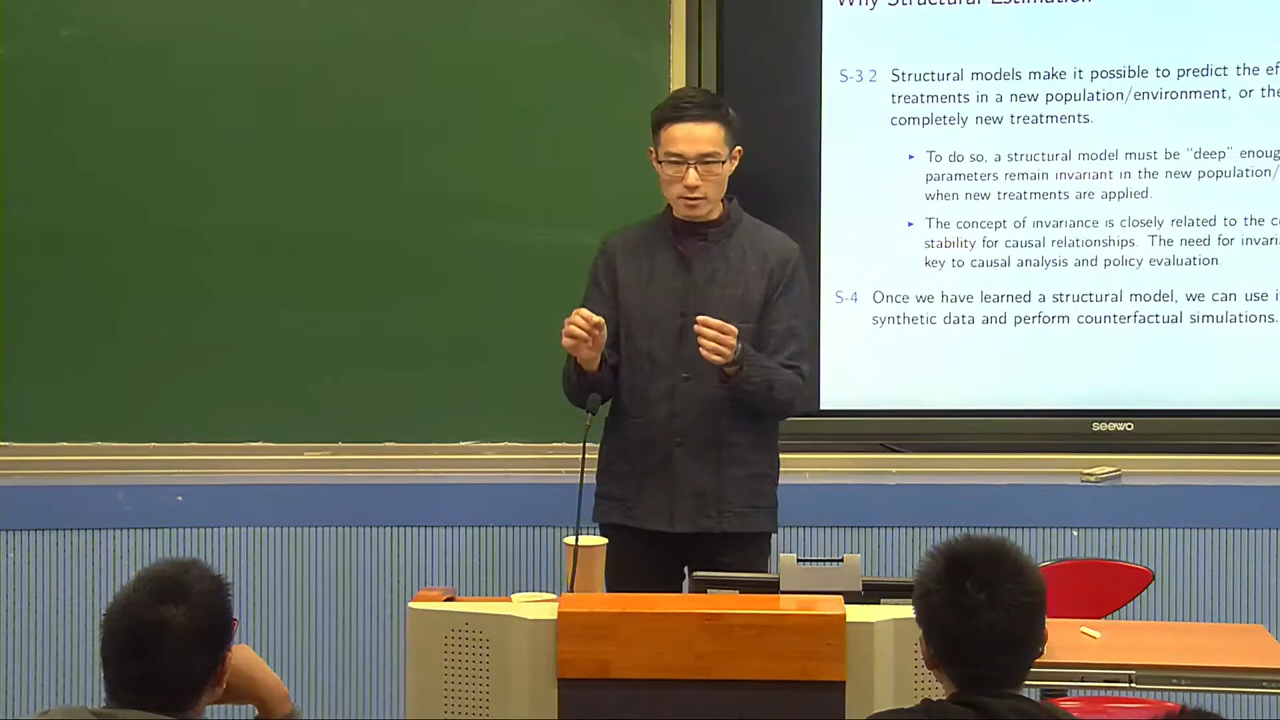 Why Structural Estimation
S-3 2 Structural models make it possible to predict the ef
treatments in a new population/environment, or the
completely new treatments.
To do so, a structural model must be "deep" enoug
parameters remain invariant in the new population/
when new treatments are applied.
The concept of invariance is closely related to the c
stability for causal relationships. The need for invari
key to causal analysis and policy evaluation
S-4 Once we have learned a structural model, we can use i
synthetic data and perform counterfactual simulations.
seewo